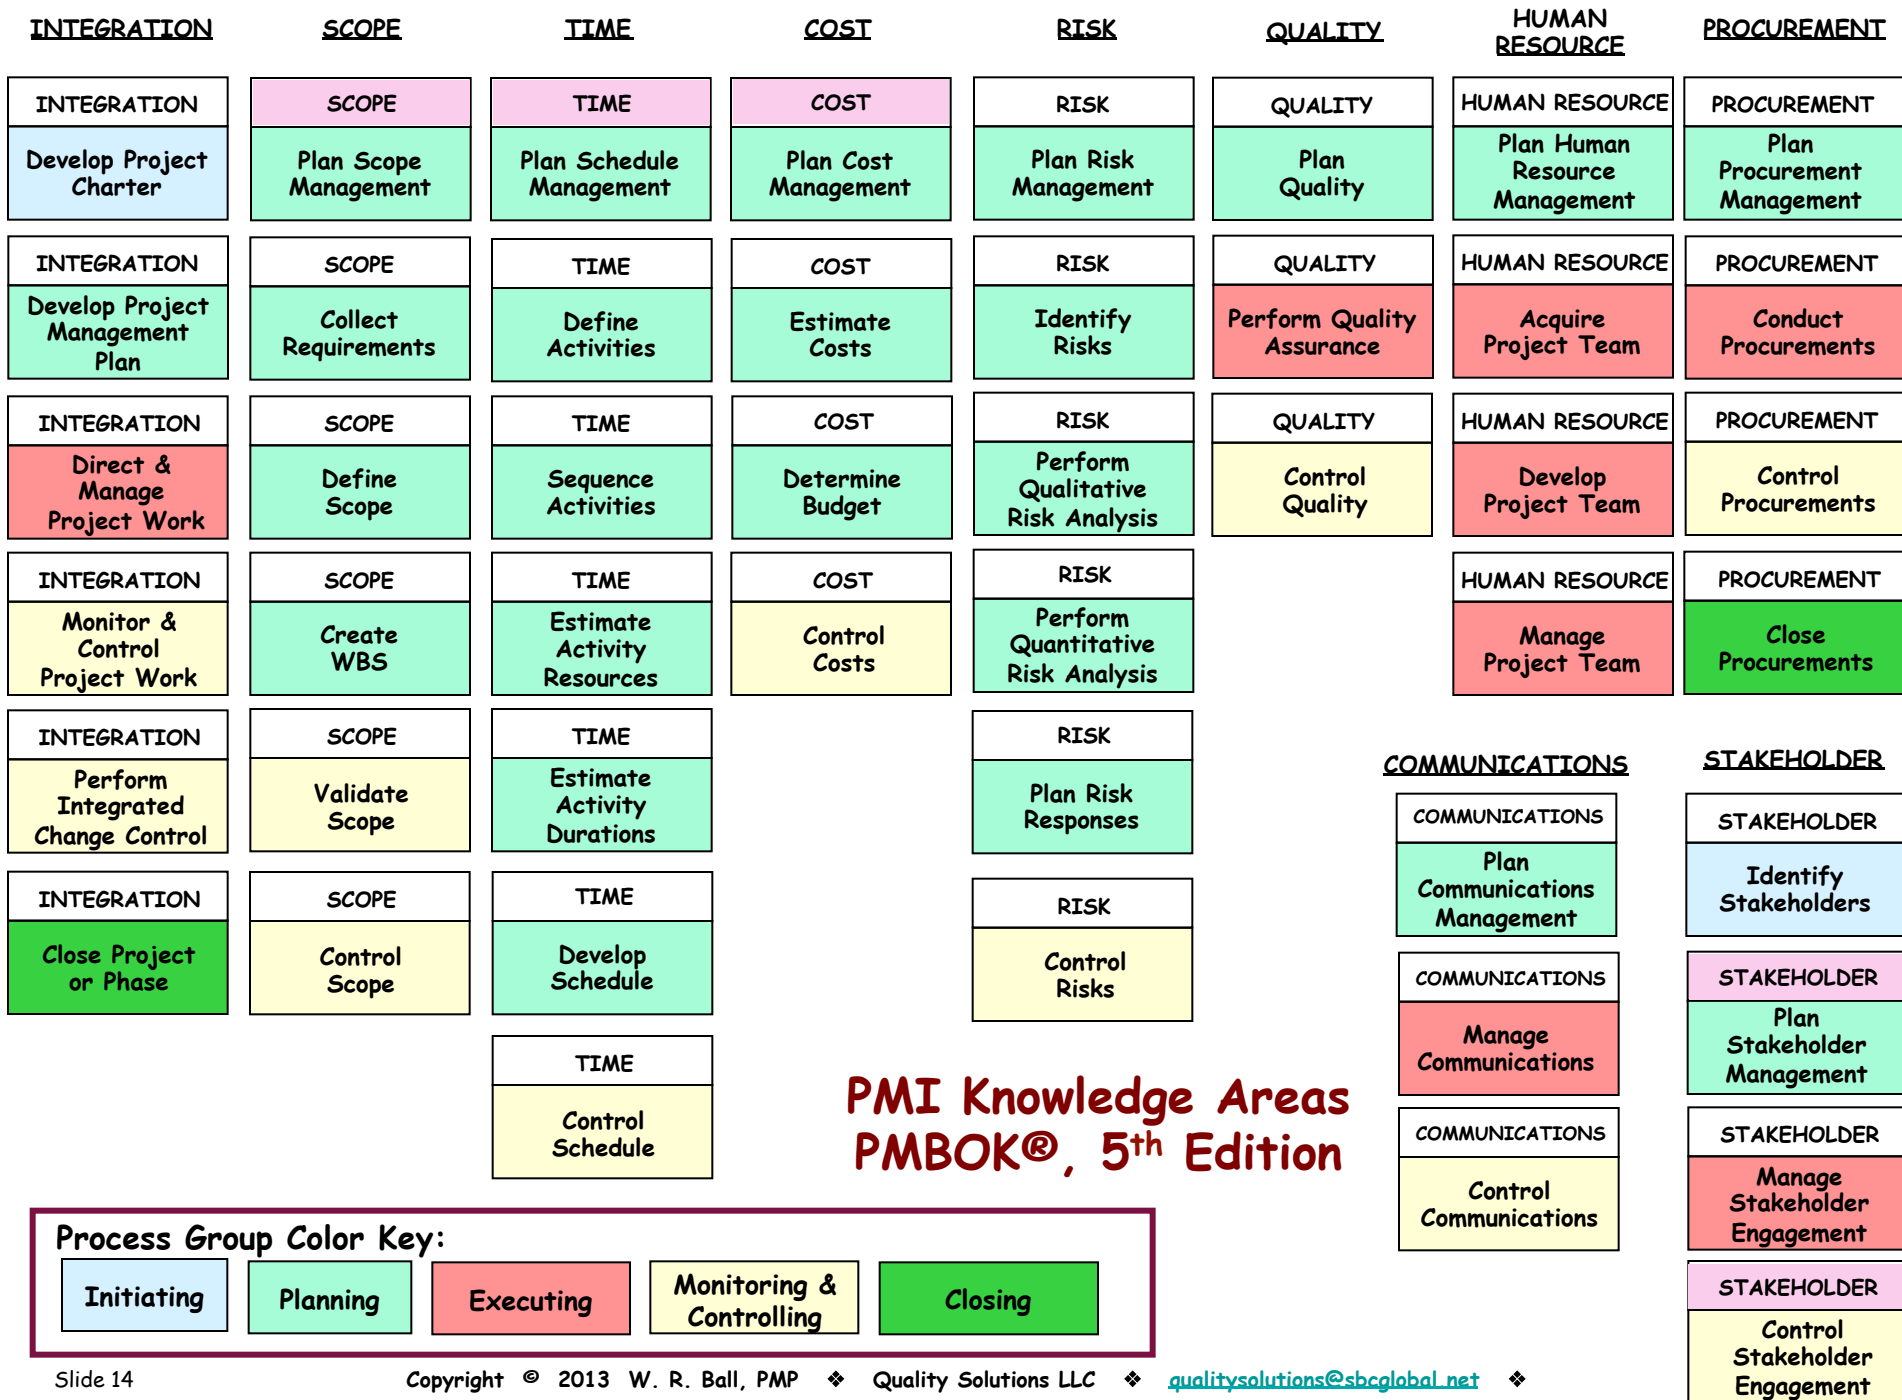 INTEGRATION
SCOPE
TIME
COST
RISK
QUALITY
HUMAN
RESOURCE
PROCUREMENT
INTEGRATION
Develop Project
Charter
SCOPE
Plan Scope
Management
TIME
Plan Schedule
Management
COST
Plan Cost
Management
RISK
Plan Risk
Management
QUALITY
Plan
Quality
HUMAN RESOURCE
Plan Human
Resource
Management
PROCUREMENT
Plan
Procurement
Management
INTEGRATION
Develop Project
Management
Plan
SCOPE
Collect
Requirements
TIME
Define
Activities
COST
Estimate
Costs
RISK
Identify
Risks
QUALITY
Perform Quality
Assurance
HUMAN RESOURCE
Acquire
Project Team
PROCUREMENT
Conduct
Procurements
INTEGRATION
Direct &
Manage
Project Work
SCOPE
Define
Scope
TIME
Sequence
Activities
COST
Determine
Budget
RISK
Perform
Qualitative
Risk Analysis
QUALITY
Control
Quality
HUMAN RESOURCE
Develop
Project Team
PROCUREMENT
Control
Procurements
INTEGRATION
Monitor &
Control
Project Work
SCOPE
Create
WBS
TIME
Estimate
Activity
Resources
COST
Control
Costs
RISK
Perform
Quantitative
Risk Analysis
HUMAN RESOURCE
Manage
Project Team
PROCUREMENT
Close
Procurements
INTEGRATION
Perform
Integrated
Change Control
SCOPE
Validate
Scope
TIME
Estimate
Activity
Durations
RISK
Plan Risk
Responses
INTEGRATION
Close Project
or Phase
SCOPE
Control
Scope
TIME
Develop
Schedule
RISK
Control
Risks
TIME
Control
Schedule
COMMUNICATIONS
COMMUNICATIONS
Plan
Communications
Management
COMMUNICATIONS
Manage
Communications
COMMUNICATIONS
Control
Communications
STAKEHOLDER
STAKEHOLDER
Identify
Stakeholders
STAKEHOLDER
Plan
Stakeholder
Management
STAKEHOLDER
Manage
Stakeholder
Engagement
STAKEHOLDER
Control
Stakeholder
Engagement
PMI Knowledge Areas
PMBOK®, 5th Edition
Process Group Color Key:
Initiating
Planning
Executing
Monitoring &
Controlling
Closing
Slide 14
Copyright © 2013 W. R. Ball, PMP ❖ Quality Solutions LLC ❖ qualitysolutions@sbcglobal.net ❖